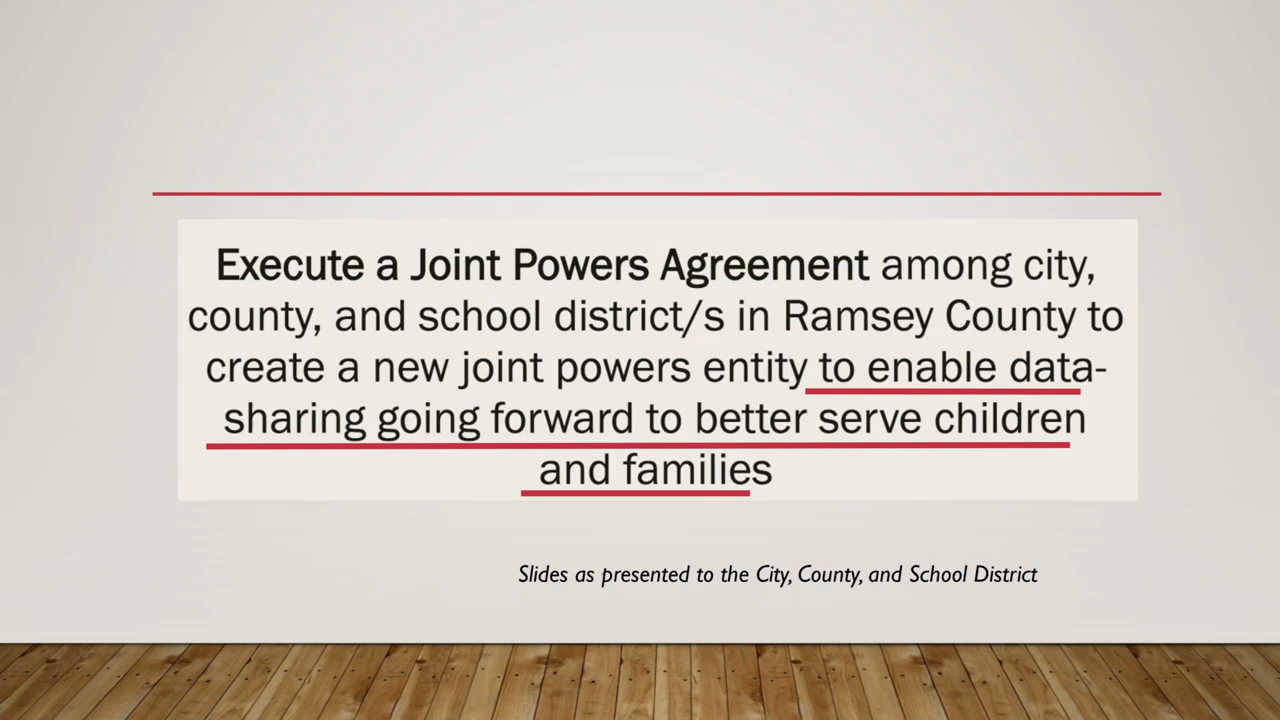 Execute a Joint Powers Agreement among city,
county, and school district/s in Ramsey County to
create a new joint powers entity to enable data-
sharing going forward to better serve children
and families
Slides as presented to the City, County, and School District